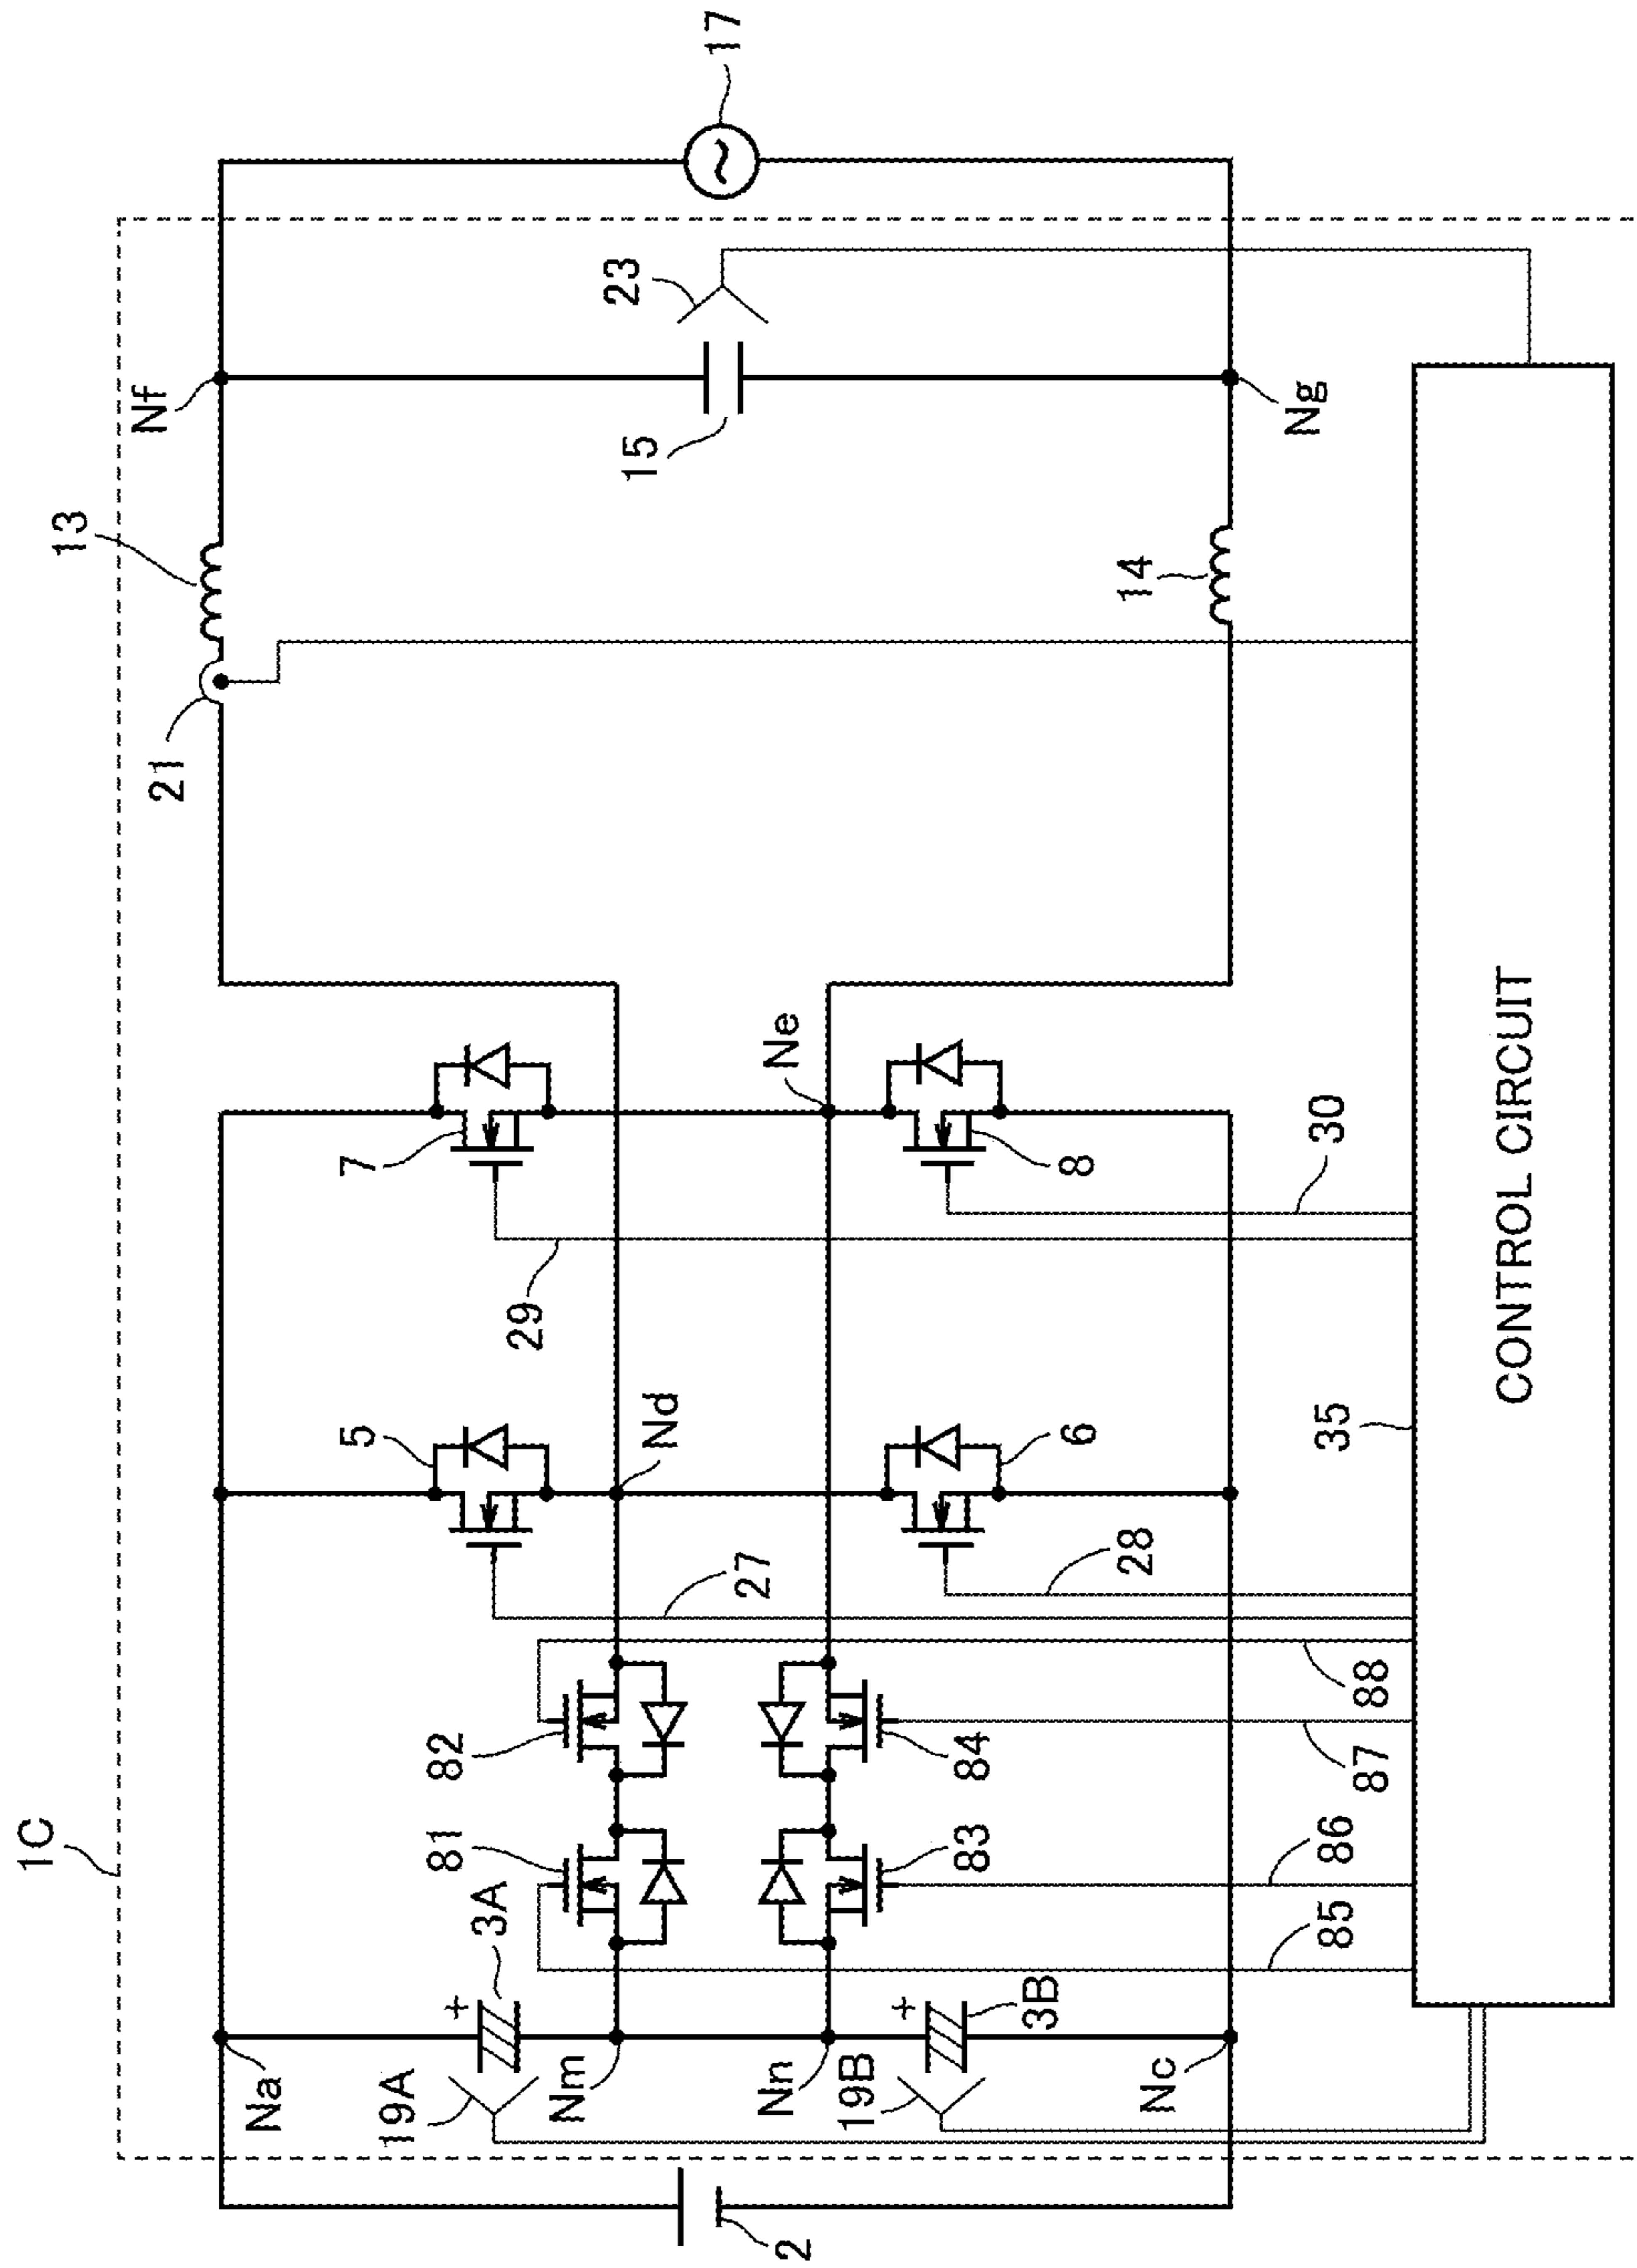 1C
2
Na
19A
3A
Nm
Nn
19B
3B
Nc
81
82
83
84
85
86
87
88
27
28
5
Nd
6
29
30
7
Ne
8
21
13
14
Nf
15
23
Ng
17
35
CONTROL CIRCUIT
+
+
~